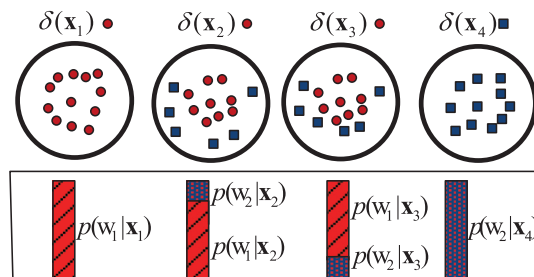 δ(x₁) δ(x₂) δ(x₃) δ(x₄)
p(w₂|x₂) p(w₁|x₃)
p(w₁|x₁) p(w₂|x₄)
p(w₁|x₂) p(w₂|x₃)